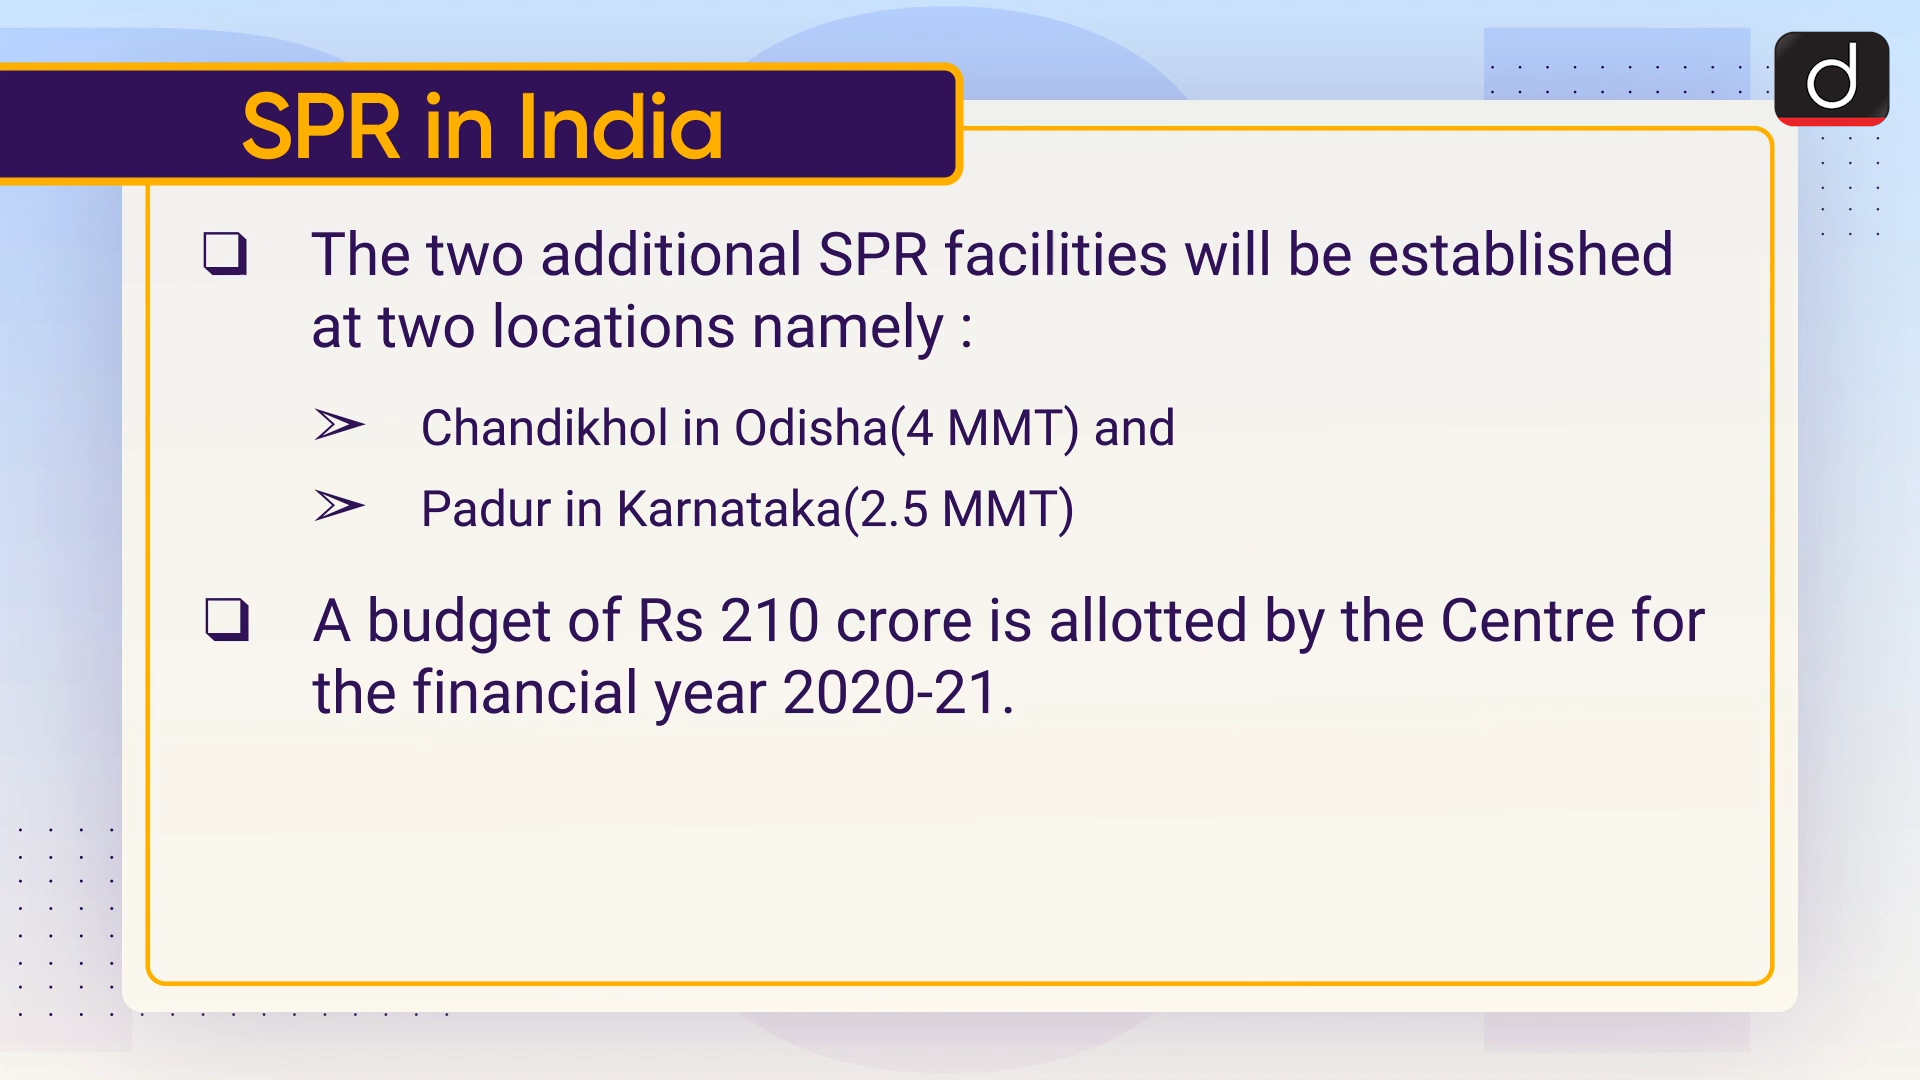 SPR in India
d
❑ The two additional SPR facilities will be established
at two locations namely :
➢ Chandikhol in Odisha(4 MMT) and
➢ Padur in Karnataka(2.5 MMT)
❑ A budget of Rs 210 crore is allotted by the Centre for
the financial year 2020-21.